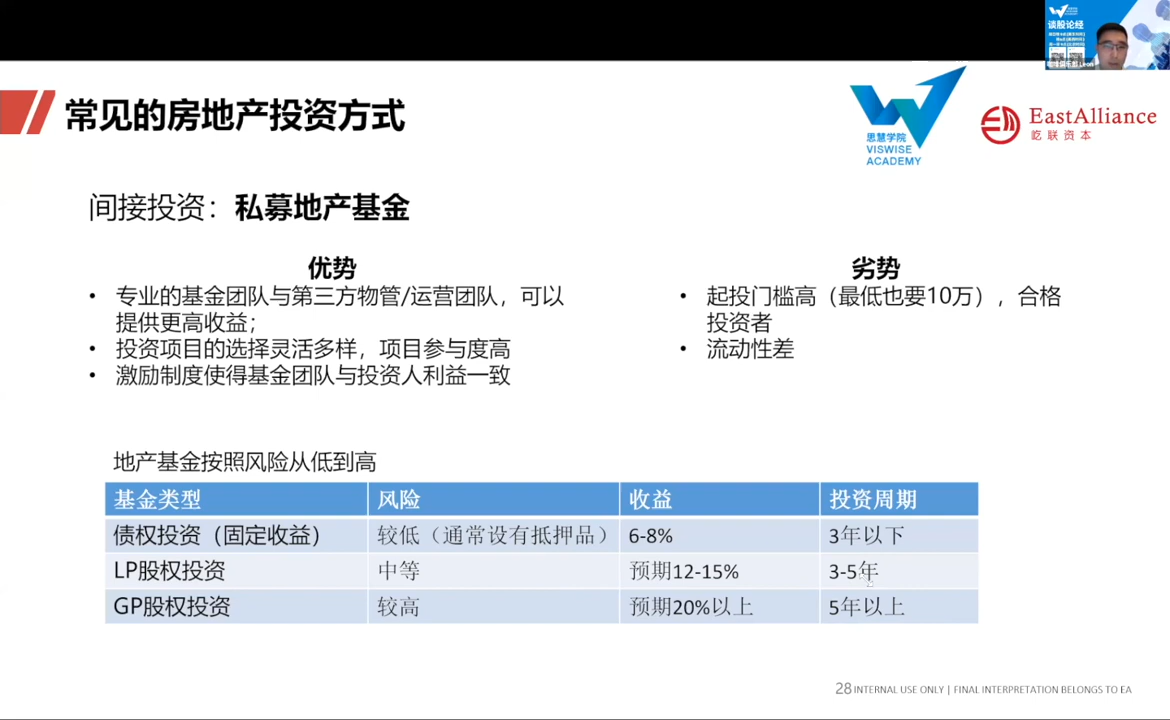 谈股论经
常见的房地产投资方式
思慧学院
VISWISE
ACADEMY
EastAlliance
屹联资本
间接投资：私募地产基金
优势
• 专业的基金团队与第三方物管/运营团队，可以
提供更高收益；
• 投资项目的选择灵活多样，项目参与度高
• 激励制度使得基金团队与投资人利益一致
劣势
• 起投门槛高（最低也要10万），合格
投资者
• 流动性差
地产基金按照风险从低到高
基金类型 风险 收益 投资周期
债权投资（固定收益） 较低（通常设有抵押品） 6-8% 3年以下
LP股权投资 中等 预期12-15% 3-5年
GP股权投资 较高 预期20%以上 5年以上
28 INTERNAL USE ONLY | FINAL INTERPRETATION BELONGS TO EA